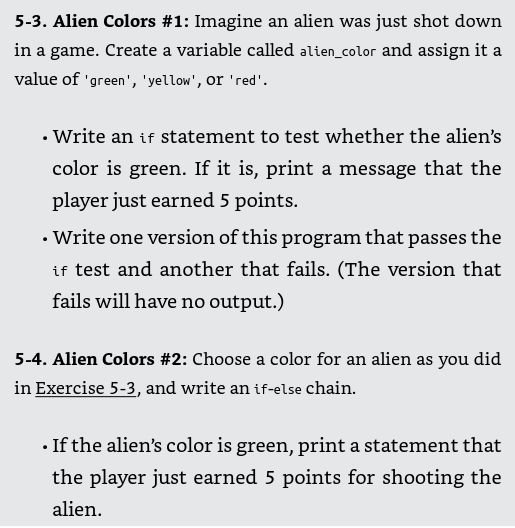 5-3. Alien Colors #1: Imagine an alien was just shot down
in a game. Create a variable called alien_color and assign it a
value of 'green', 'yellow', or 'red'.
• Write an if statement to test whether the alien’s
color is green. If it is, print a message that the
player just earned 5 points.
• Write one version of this program that passes the
if test and another that fails. (The version that
fails will have no output.)
5-4. Alien Colors #2: Choose a color for an alien as you did
in Exercise 5-3, and write an if-else chain.
• If the alien’s color is green, print a statement that
the player just earned 5 points for shooting the
alien.